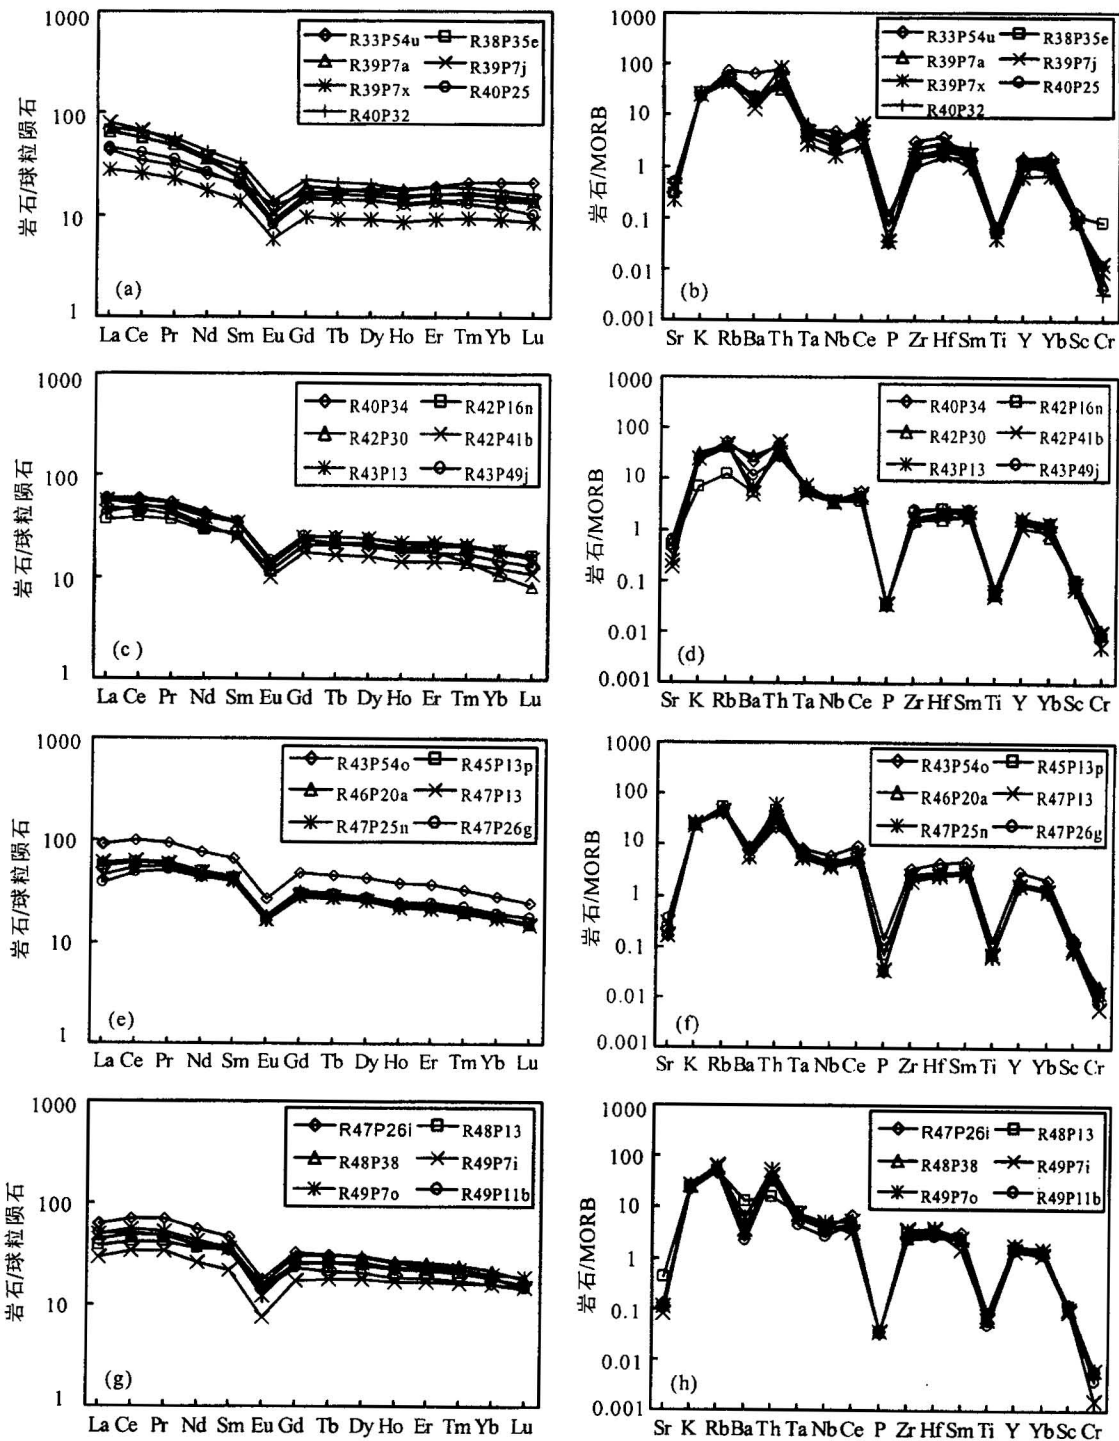 1000
100
10
1
岩石/球粒陨石
R33P54u R38P35e
R39P7a R39P7j
R39P7x R40P25
R40P32
(a)
La Ce Pr Nd Sm Eu Gd Tb Dy Ho Er Tm Yb Lu
1000
100
10
1
0.1
0.01
0.001
岩石/MORB
R33P54u R38P35e
R39P7a R39P7j
R39P7x R40P25
R40P32
(b)
Sr K Rb Ba Th Ta Nb Ce P Zr Hf Sm Ti Y Yb Sc Cr
1000
100
10
1
岩石/球粒陨石
R40P34 R42P16n
R42P30 R42P41b
R43P13 R43P49j
(c)
La Ce Pr Nd Sm Eu Gd Tb Dy Ho Er Tm Yb Lu
1000
100
10
1
0.1
0.01
0.001
岩石/MORB
R40P34 R42P16n
R42P30 R42P41b
R43P13 R43P49j
(d)
Sr K Rb Ba Th Ta Nb Ce P Zr Hf Sm Ti Y Yb Sc Cr
1000
100
10
1
岩石/球粒陨石
R43P54o R45P13p
R46P20a R47P13
R47P25n R47P26g
(e)
La Ce Pr Nd Sm Eu Gd Tb Dy Ho Er Tm Yb Lu
1000
100
10
1
0.1
0.01
0.001
岩石/MORB
R43P54o R45P13p
R46P20a R47P13
R47P25n R47P26g
(f)
Sr K Rb Ba Th Ta Nb Ce P Zr Hf Sm Ti Y Yb Sc Cr
1000
100
10
1
岩石/球粒陨石
R47P26i R48P13
R48P38 R49P7i
R49P7o R49P11b
(g)
La Ce Pr Nd Sm Eu Gd Tb Dy Ho Er Tm Yb Lu
1000
100
10
1
0.1
0.01
0.001
岩石/MORB
R47P26i R48P13
R48P38 R49P7i
R49P7o R49P11b
(h)
Sr K Rb Ba Th Ta Nb Ce P Zr Hf Sm Ti Y Yb Sc Cr